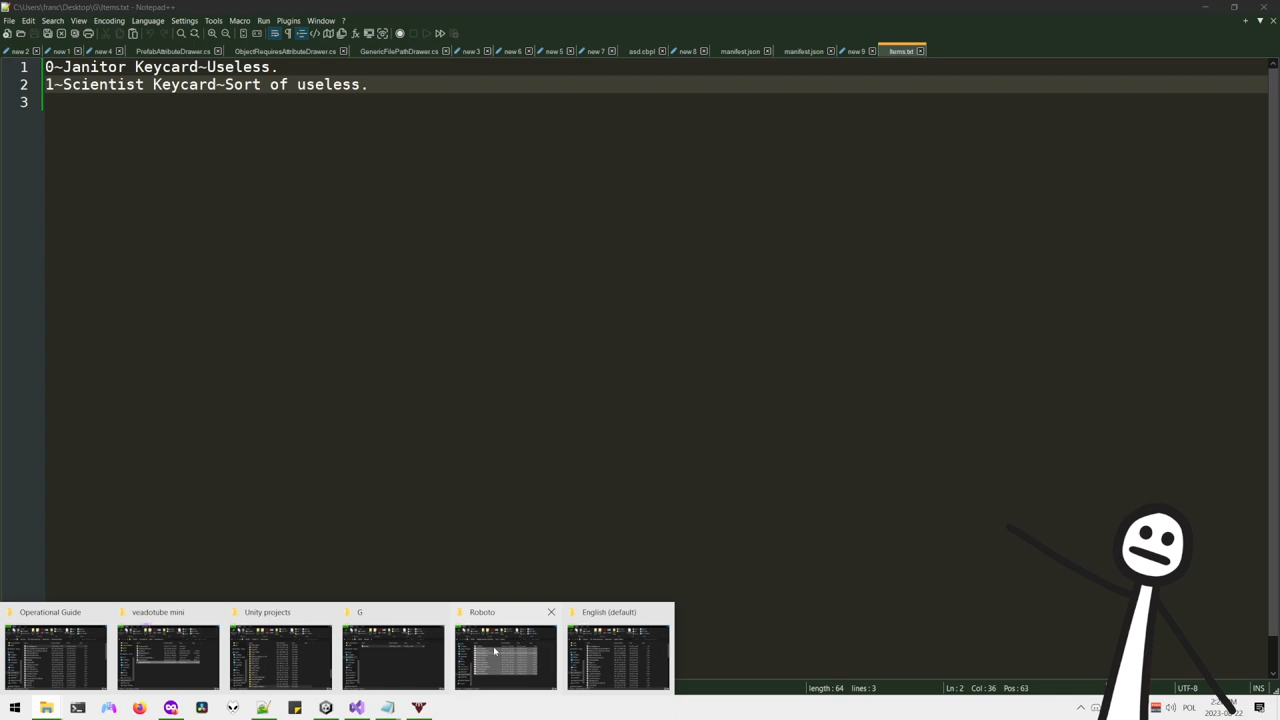 C:\Users\franc\Desktop\G\Items.txt - Notepad++
File Edit Search View Encoding Language Settings Tools Macro Run Plugins Window ?
new 2 new 1 new 4 PrefabAttributeDrawer.cs ObjectRequiresAttributeDrawer.cs GenericFilePathDrawer.cs new 3 new 6 new 5 new 7 asd.cbpl new 8 manifest.json manifest.json new 9 Items.txt
1 0~Janitor Keycard~Useless.
2 1~Scientist Keycard~Sort of useless.
3
Operational Guide veadotube mini Unity projects G Roboto English (default)
length : 64 lines : 3 Ln : 2 Col : 36 Pos : 63 UTF-8 INS
POL